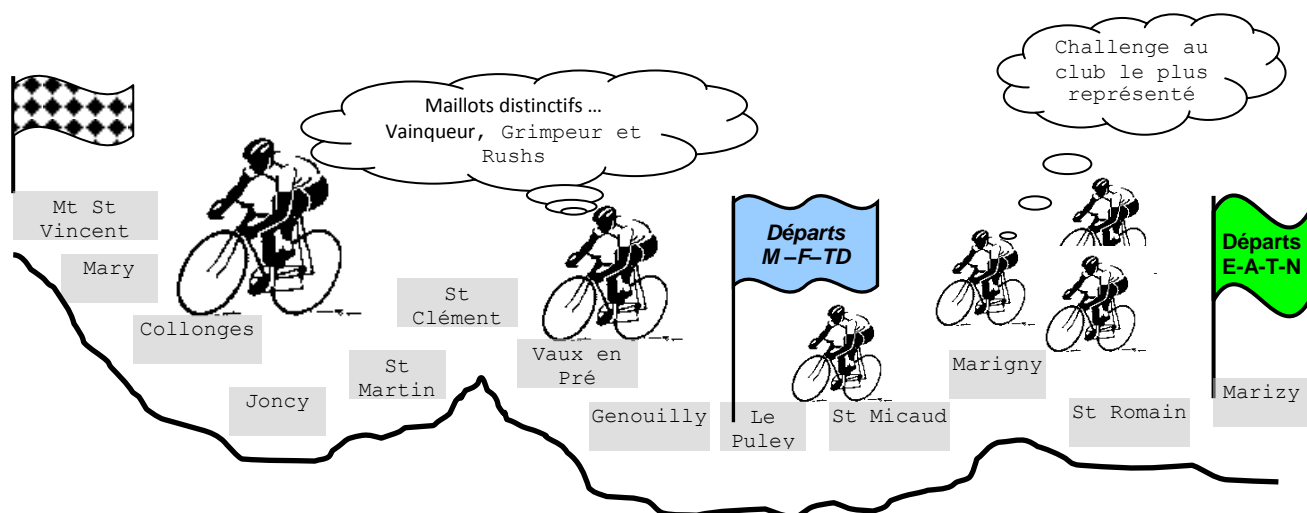 Challenge au
club le plus
représenté
Maillots distinctifs …
Vainqueur, Grimpeur et
Rushs
Mt St
Vincent
Départs
M –F– TD
Départs
E-A-T-N
Mary
St
Clément
Collonges
Vaux en
Pré
Marigny
St
Martin
Joncy
Marizy
Genouilly
Le
Puley
St Micaud
St Romain